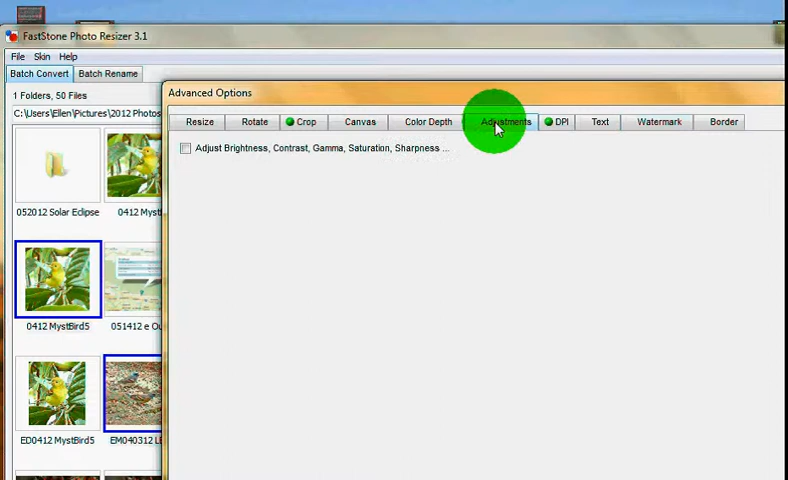 FastStone Photo Resizer 3.1
File Skin Help
Batch Convert Batch Rename
1 Folders, 50 Files
C:\Users\Ellen\Pictures\2012 Photos
Advanced Options
Resize Rotate Crop Canvas Color Depth Adjustments DPI Text Watermark Border
Adjust Brightness, Contrast, Gamma, Saturation, Sharpness ...
052012 Solar Eclipse 0412 Myst
0412 MystBird5 051412 e Ou
ED0412 MystBird5 EM040312 LE